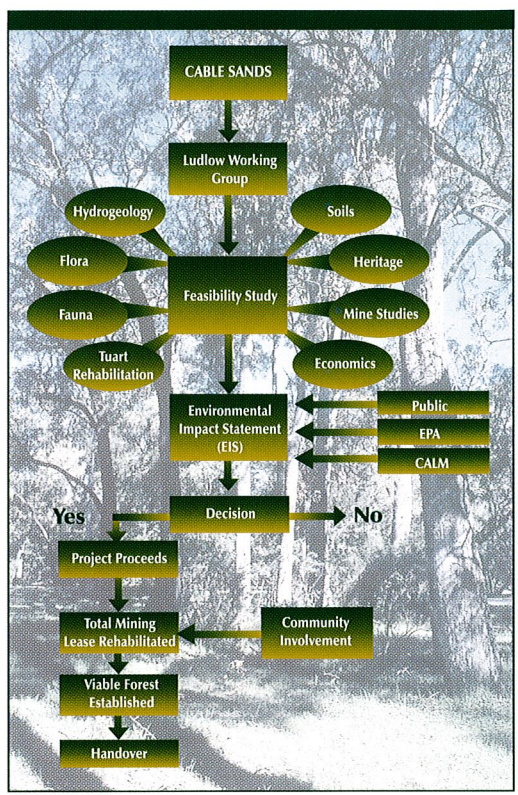 CABLE SANDS
Ludlow Working
Group
Hydrogeology
Soils
Flora
Heritage
Feasibility Study
Fauna
Mine Studies
Tuart
Rehabilitation
Economics
Environmental
Impact Statement
(EIS)
Public
EPA
CALM
Yes
Decision
No
Project Proceeds
Total Mining
Lease Rehabilitated
Community
Involvement
Viable Forest
Established
Handover